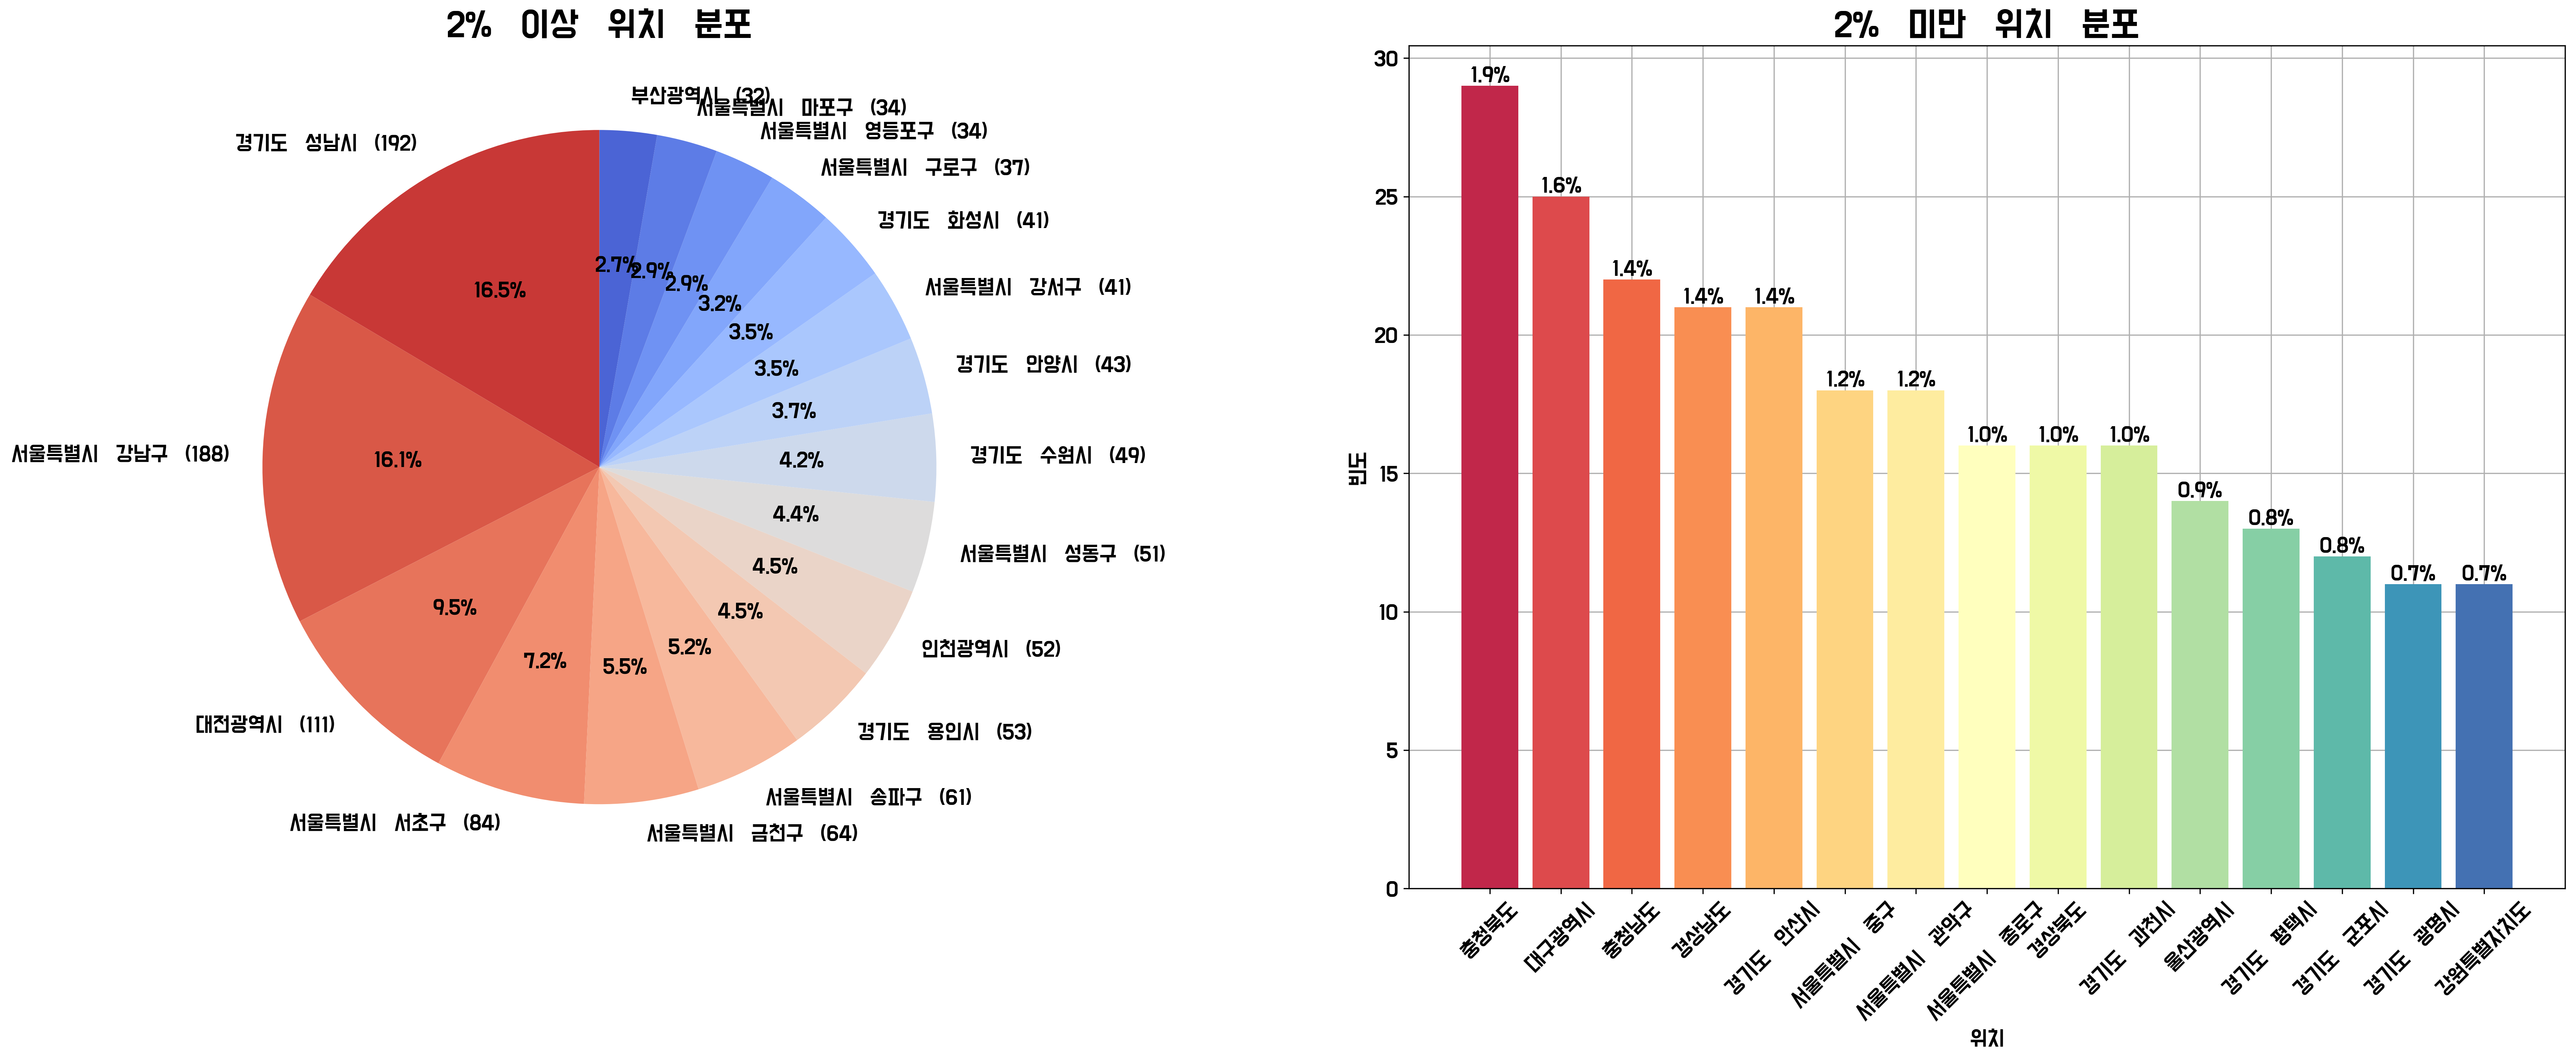 2% 이상 위치 분포
부산광역시 (32)
서울특별시 마포구 (34)
서울특별시 영등포구 (34)
서울특별시 구로구 (37)
경기도 화성시 (41)
서울특별시 강서구 (41)
경기도 안양시 (43)
경기도 수원시 (49)
서울특별시 성동구 (51)
인천광역시 (52)
경기도 용인시 (53)
서울특별시 송파구 (61)
서울특별시 금천구 (64)
서울특별시 서초구 (84)
대전광역시 (111)
서울특별시 강남구 (188)
경기도 성남시 (192)
2.7%
2.9%
2.9%
3.2%
3.5%
3.5%
3.7%
4.2%
4.4%
4.5%
4.5%
5.2%
5.5%
7.2%
9.5%
16.1%
16.5%
2% 미만 위치 분포
30
25
20
15
10
5
0
빈도
1.9%
1.6%
1.4%
1.4%
1.4%
1.2%
1.2%
1.0%
1.0%
1.0%
0.9%
0.8%
0.8%
0.7%
0.7%
충청북도
대구광역시
충청남도
경상남도
경기도 안산시
서울특별시 중구
서울특별시 관악구
서울특별시 종로구
경상북도
경기도 과천시
울산광역시
경기도 평택시
경기도 군포시
경기도 광명시
강원특별자치도
위치